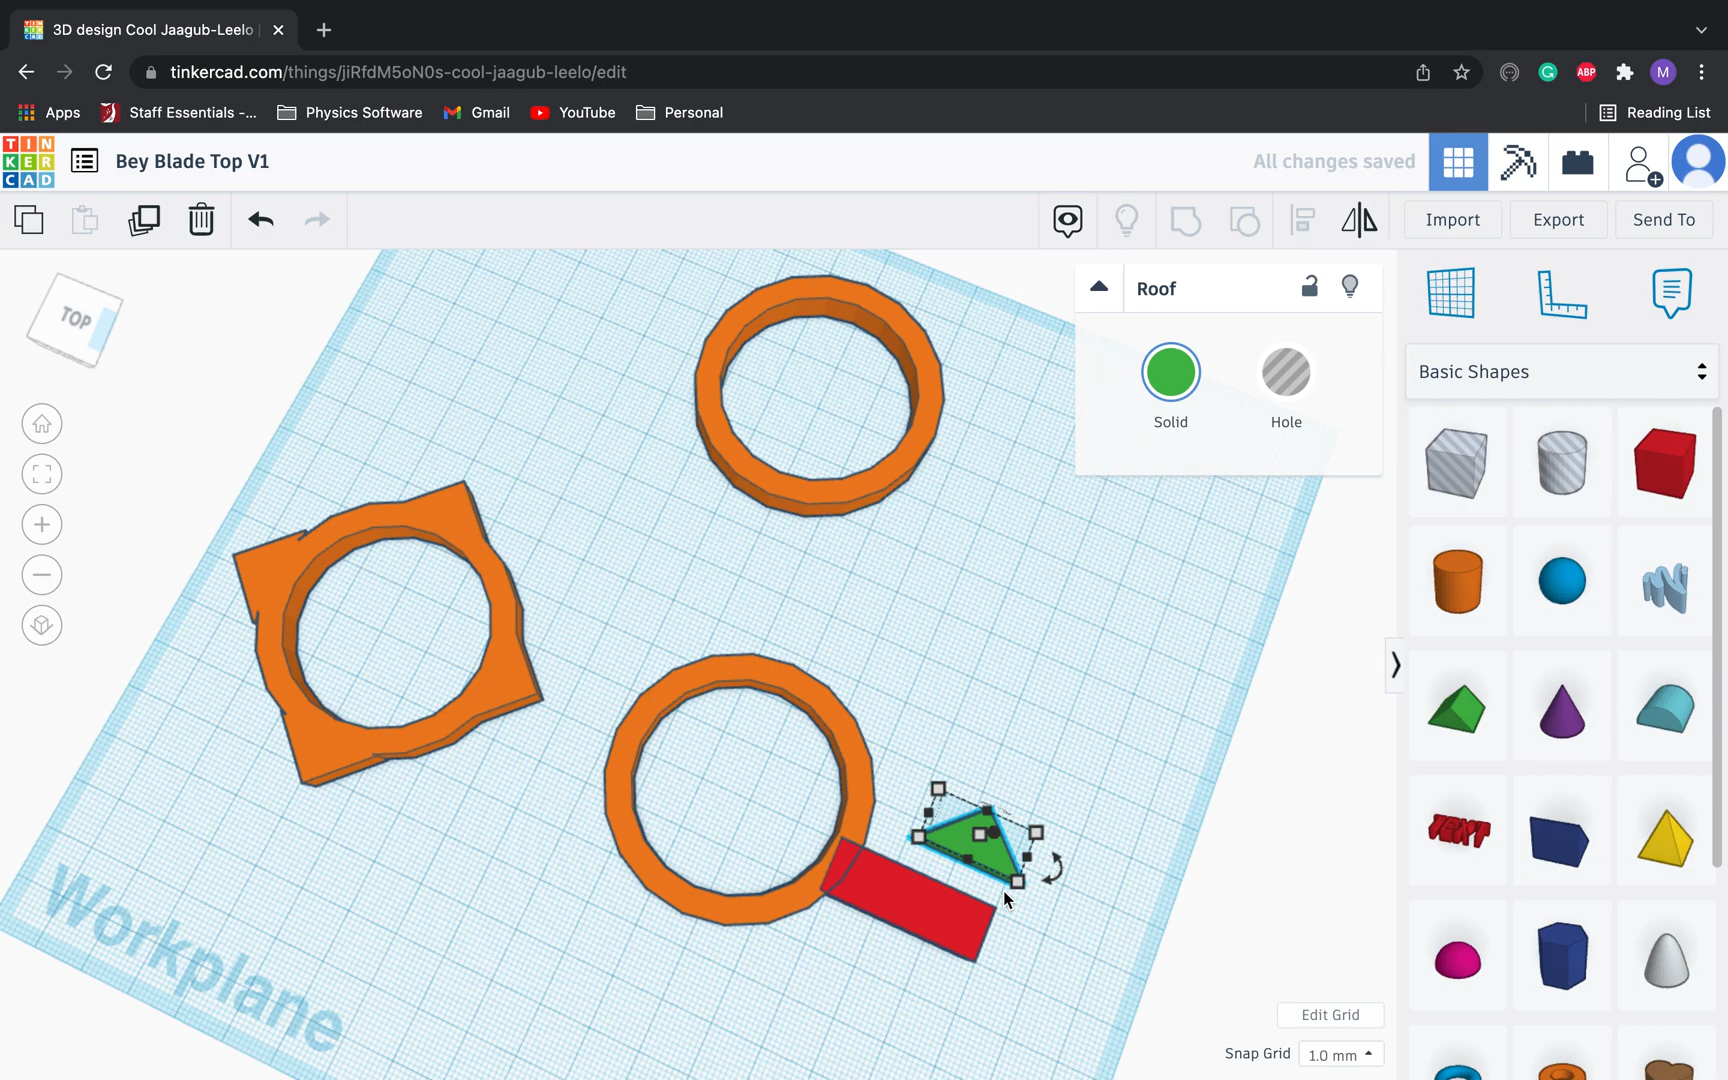 3D design Cool Jaagub-Leelo
tinkercad.com/things/jiRfdM5oN0s-cool-jaagub-leelo/edit
ABP
M
Apps
Staff Essentials -...
Physics Software
Gmail
YouTube
Personal
Reading List
TIN
KER
CAD
Bey Blade Top V1
All changes saved
Import
Export
Send To
TOP
Roof
Solid
Hole
Basic Shapes
TEXT
Workplane
Edit Grid
Snap Grid 1.0 mm